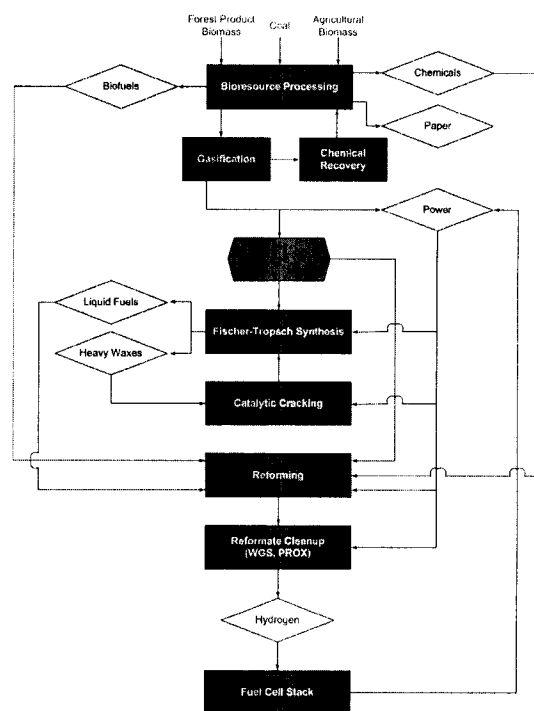 Forest Product
Biomass
Coal
Agricultural
Biomass
Biofuels
Bioresource Processing
Chemicals
Paper
Gasification
Chemical
Recovery
Power
Liquid Fuels
Fischer-Tropsch Synthesis
Heavy Waxes
Catalytic Cracking
Reforming
Reformate Cleanup
(WGS, PROX)
Hydrogen
Fuel Cell Stack